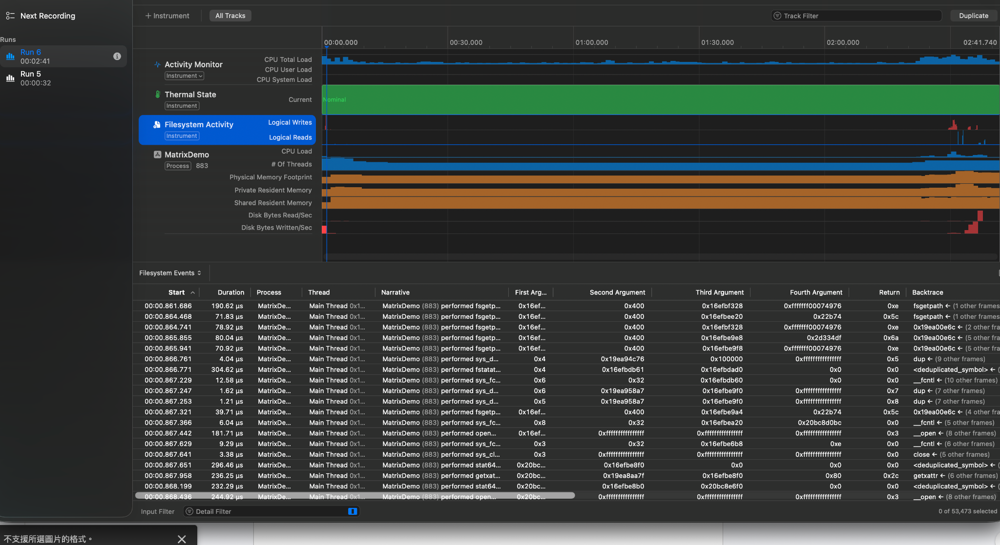 Next Recording
+ Instrument
All Tracks
Track Filter
Duplicate
Runs
Run 6
00:02:41
Run 5
00:00:32
00:00.000 00:30.000 01:00.000 01:30.000 02:00.000 02:41.740
Activity Monitor
Instrument
CPU Total Load
CPU User Load
CPU System Load
Thermal State
Instrument
Current
Nominal
Filesystem Activity
Instrument
Logical Writes
Logical Reads
MatrixDemo
Process 883
CPU Load
# Of Threads
Physical Memory Footprint
Private Resident Memory
Shared Resident Memory
Disk Bytes Read/Sec
Disk Bytes Written/Sec
Filesystem Events
Start Duration Process Thread Narrative First Arg... Second Argument Third Argument Fourth Argument Return Backtrace
00:00.861.686 190.62 µs MatrixDe... Main Thread 0x1... MatrixDemo (883) performed fsgetp... 0x16ef... 0x400 0x16efbf328 0xfffffff00074976 0xe fsgetpath ← (1 other frames
00:00.864.468 71.83 µs MatrixDe... Main Thread 0x1... MatrixDemo (883) performed fsgetp... 0x16ef... 0x400 0x16efbee20 0x22b74 0x5c fsgetpath ← (1 other frames
00:00.864.741 78.92 µs MatrixDe... Main Thread 0x1... MatrixDemo (883) performed fsgetp... 0x16ef... 0x400 0x16efbf328 0xfffffff00074976 0xe 0x19ea00e6c ← (2 other fra
00:00.865.855 80.04 µs MatrixDe... Main Thread 0x1... MatrixDemo (883) performed fsgetp... 0x16ef... 0x400 0x16efbe9e8 0x2d334df 0x6a 0x19ea00e6c ← (5 other fra
00:00.865.941 70.92 µs MatrixDe... Main Thread 0x1... MatrixDemo (883) performed fsgetp... 0x16ef... 0x400 0x16efbe9f8 0xfffffff00074976 0xe 0x19ea00e6c ← (5 other fra
00:00.866.761 4.04 µs MatrixDe... Main Thread 0x1... MatrixDemo (883) performed sys_d... 0x4 0x19ea94c76 0x100000 0xffffffffffffffff 0x5 dup ← (9 other frames)
00:00.866.771 304.62 µs MatrixDe... Main Thread 0x1... MatrixDemo (883) performed fstatat... 0x4 0x16efbdb61 0x16efbdad0 0x0 0x0 <deduplicated_symbol> ← (
00:00.867.229 12.58 µs MatrixDe... Main Thread 0x1... MatrixDemo (883) performed sys_fc... 0x6 0x32 0x16efbdb60 0x0 0x0 __fcntl ← (10 other frames)
00:00.867.247 1.62 µs MatrixDe... Main Thread 0x1... MatrixDemo (883) performed sys_d... 0x6 0x19ea958a7 0x16efbe9f0 0xffffffffffffffff 0x7 dup ← (7 other frames)
00:00.867.253 1.21 µs MatrixDe... Main Thread 0x1... MatrixDemo (883) performed sys_d... 0x5 0x19ea958a7 0x16efbe9f0 0xffffffffffffffff 0x8 dup ← (7 other frames)
00:00.867.321 39.71 µs MatrixDe... Main Thread 0x1... MatrixDemo (883) performed fsgetp... 0x16ef... 0x400 0x16efbe9a4 0x22b74 0x5c 0x19ea00e6c ← (4 other fra
00:00.867.366 6.04 µs MatrixDe... Main Thread 0x1... MatrixDemo (883) performed sys_fc... 0x8 0x32 0x16efbea20 0x20bc8d0bc 0x0 __fcntl ← (5 other frames)
00:00.867.442 181.71 µs MatrixDe... Main Thread 0x1... MatrixDemo (883) performed open... 0x16ef... 0xffffffffffffffff 0xffffffffffffffff 0xffffffffffffffff 0x3 __open ← (8 other frames)
00:00.867.629 9.29 µs MatrixDe... Main Thread 0x1... MatrixDemo (883) performed sys_fc... 0x3 0x32 0x16efbe6b8 0xe 0x0 __fcntl ← (6 other frames)
00:00.867.641 3.38 µs MatrixDe... Main Thread 0x1... MatrixDemo (883) performed sys_cl... 0x3 0xffffffffffffffff 0xffffffffffffffff 0xffffffffffffffff 0x0 close ← (5 other frames)
00:00.867.651 296.46 µs MatrixDe... Main Thread 0x1... MatrixDemo (883) performed stat64... 0x20bc... 0x16efbe8f0 0x0 0x0 0x0 <deduplicated_symbol> ← (
00:00.867.958 236.25 µs MatrixDe... Main Thread 0x1... MatrixDemo (883) performed getxat... 0x20bc... 0x19ea8aa7f 0x16efbe8f0 0x80 0x2c getxattr ← (6 other frames)
00:00.868.199 232.29 µs MatrixDe... Main Thread 0x1... MatrixDemo (883) performed stat64... 0x20bc... 0x16efbe8b0 0x20bc8e6f0 0x0 0x0 <deduplicated_symbol> ← (
00:00.868.436 244.92 µs MatrixDe... Main Thread 0x1... MatrixDemo (883) performed open... 0x20bc... 0xffffffffffffffff 0xffffffffffffffff 0xffffffffffffffff 0x3 __open ← (8 other frames)
Input Filter
Detail Filter
0 of 53,473 selected
不支援所選圖片的格式。